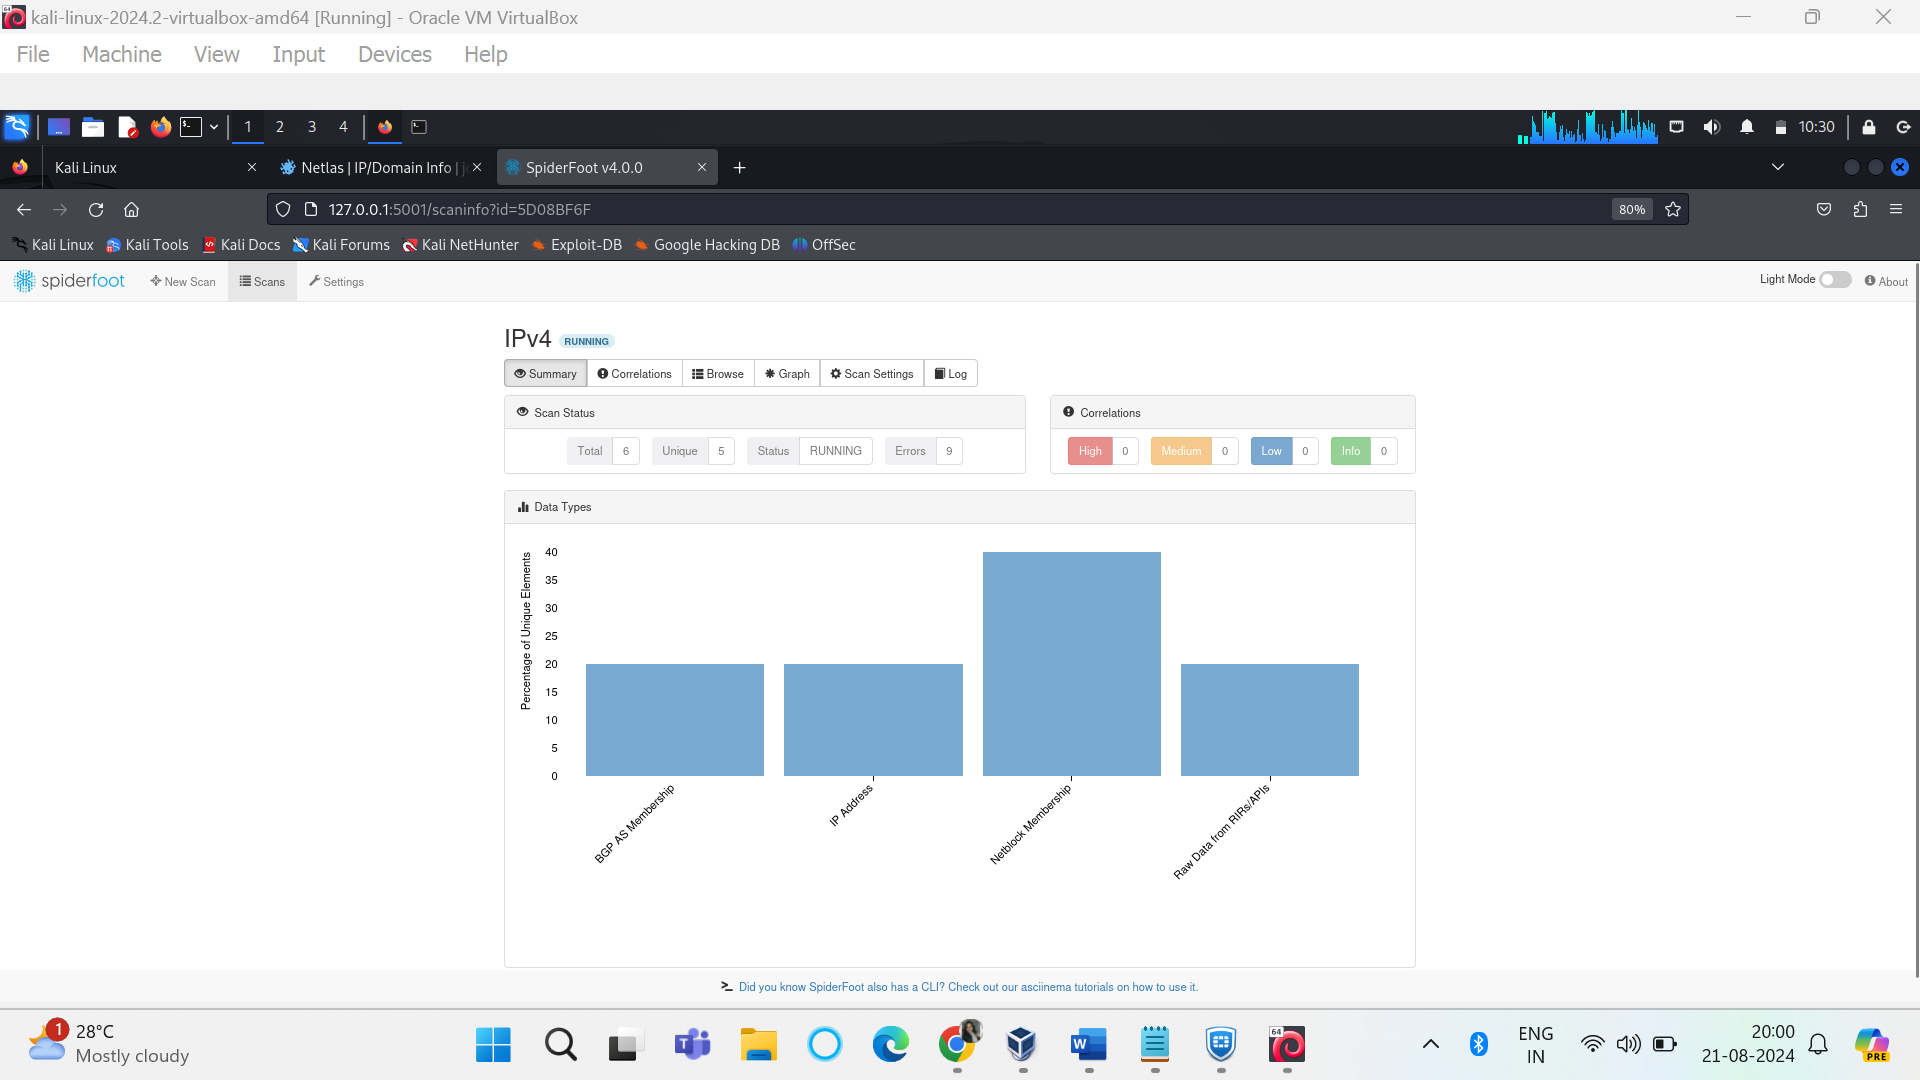 kali-linux-2024.2-virtualbox-amd64 [Running] - Oracle VM VirtualBox
File Machine View Input Devices Help
1 2 3 4 10:30
Kali Linux Netlas | IP/Domain Info | SpiderFoot v4.0.0
127.0.0.1:5001/scaninfo?id=5D08BF6F 80%
Kali Linux Kali Tools Kali Docs Kali Forums Kali NetHunter Exploit-DB Google Hacking DB OffSec
spiderfoot New Scan Scans Settings Light Mode About
IPv4 RUNNING
Summary Correlations Browse Graph Scan Settings Log
Scan Status
Total 6 Unique 5 Status RUNNING Errors 9
Correlations
High 0 Medium 0 Low 0 Info 0
Data Types
Percentage of Unique Elements
40
35
30
25
20
15
10
5
0
BGP AS Membership
IP Address
Netblock Membership
Raw Data from RIRs/APIs
Did you know SpiderFoot also has a CLI? Check out our asciinema tutorials on how to use it.
1 28°C
Mostly cloudy
64
W
ENG
IN
20:00
21-08-2024
PRE